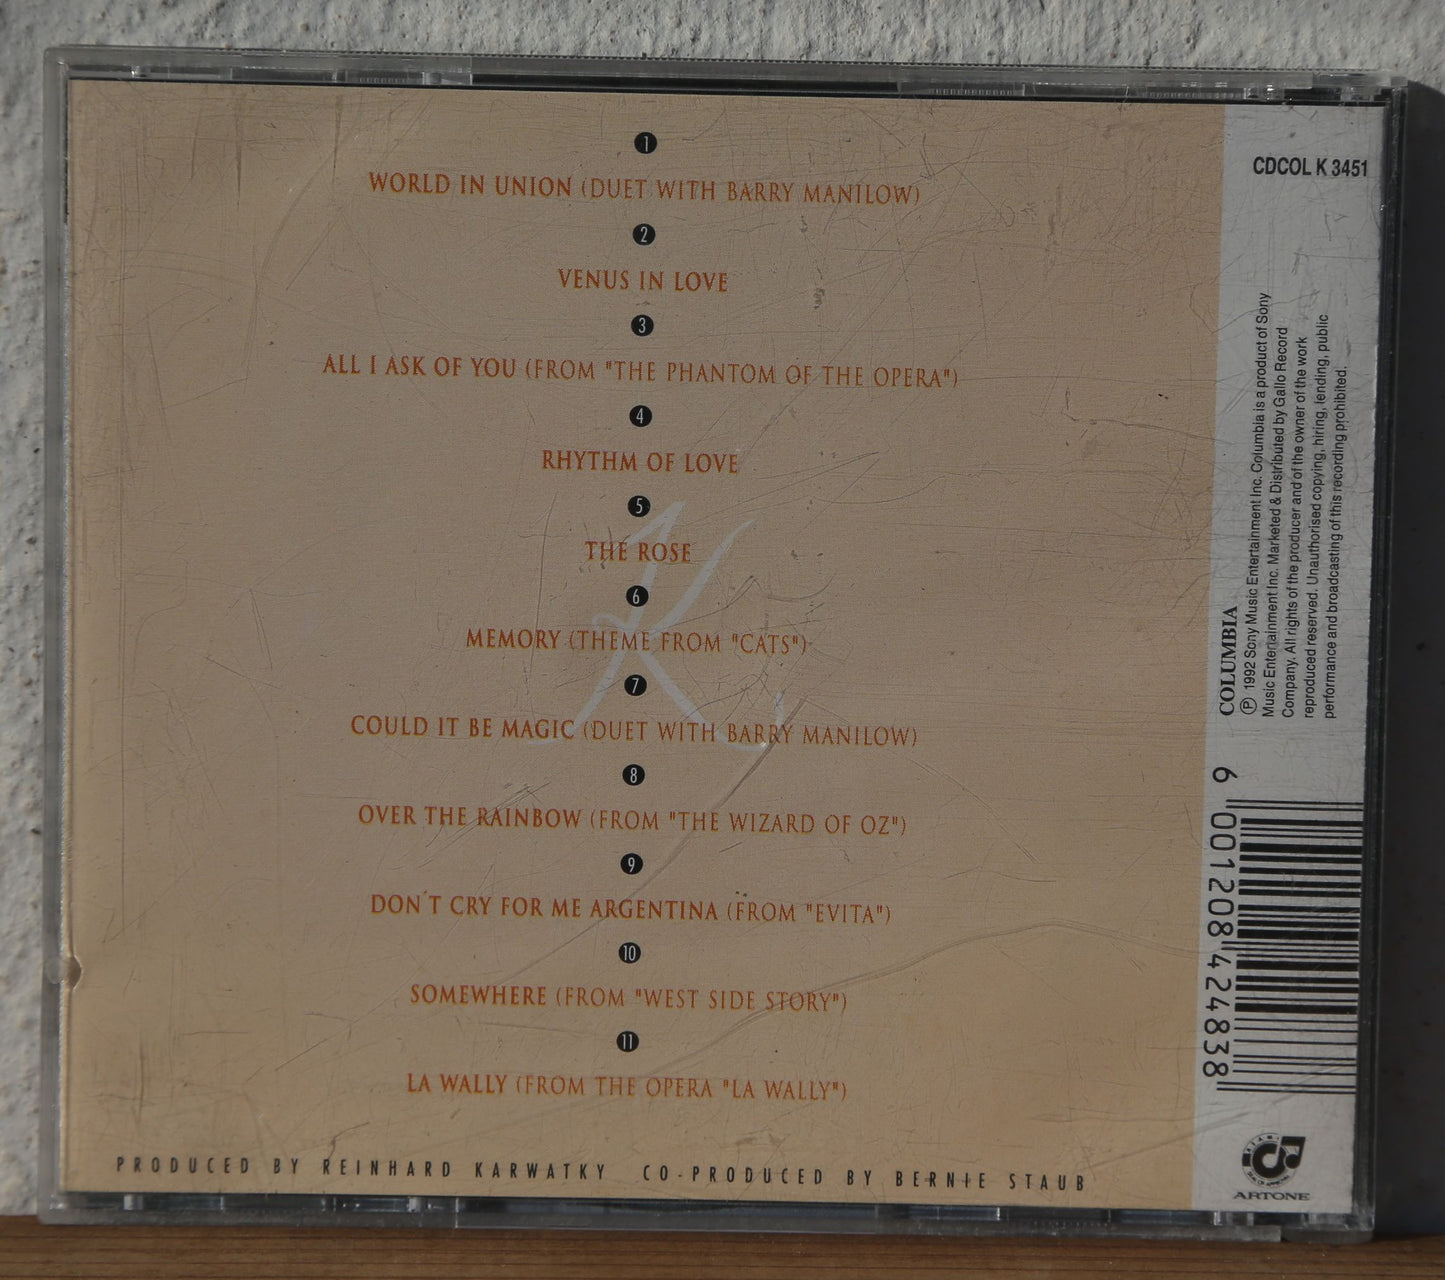 1
WORLD IN UNION (DUET WITH BARRY MANILOW)
2
VENUS IN LOVE
3
ALL I ASK OF YOU (FROM "THE PHANTOM OF THE OPERA")
4
RHYTHM OF LOVE
5
THE ROSE
6
MEMORY (THEME FROM "CATS")
7
COULD IT BE MAGIC (DUET WITH BARRY MANILOW)
8
OVER THE RAINBOW (FROM "THE WIZARD OF OZ")
9
DON'T CRY FOR ME ARGENTINA (FROM "EVITA")
10
SOMEWHERE (FROM "WEST SIDE STORY")
11
LA WALLY (FROM THE OPERA "LA WALLY")
PRODUCED BY REINHARD KARWATKY CO-PRODUCED BY BERNIE STAUB
K
CDCOL K 3451
COLUMBIA
℗ 1992 Sony Music Entertainment Inc. Columbia is a product of Sony
Music Entertainment Inc. Marketed & Distributed by Gallo Record
Company. All rights of the producer and of the owner of the work
reproduced reserved. Unauthorised copying, hiring, lending, public
performance and broadcasting of this recording prohibited.
6 001208 424838
ARTONE